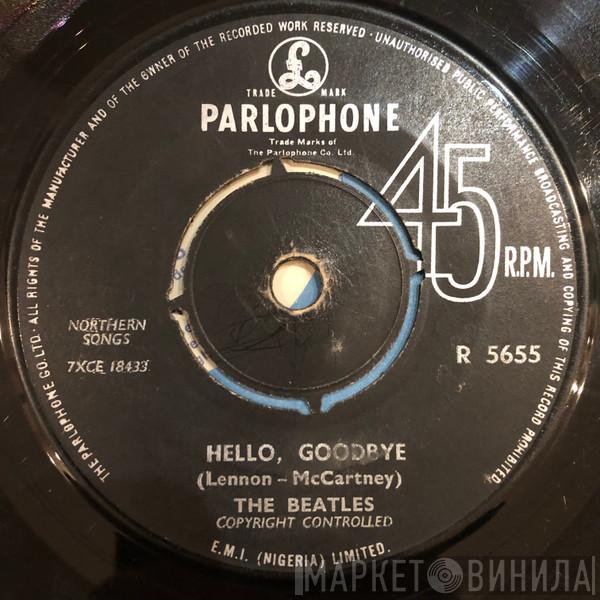 THE PARLOPHONE CO. LTD. · ALL RIGHTS OF THE MANUFACTURER AND OF THE OWNER OF THE RECORDED WORK RESERVED · UNAUTHORISED PUBLIC PERFORMANCE BROADCASTING AND COPYING OF THIS RECORD PROHIBITED
£
TRADE MARK
PARLOPHONE
Trade Marks of
The Parlophone Co. Ltd.
45
R.P.M.
NORTHERN
SONGS
7XCE 18433
R 5655
HELLO, GOODBYE
(Lennon - McCartney)
THE BEATLES
COPYRIGHT CONTROLLED
E.M.I. (NIGERIA) LIMITED.
МАРКЕТ ВИНИЛА